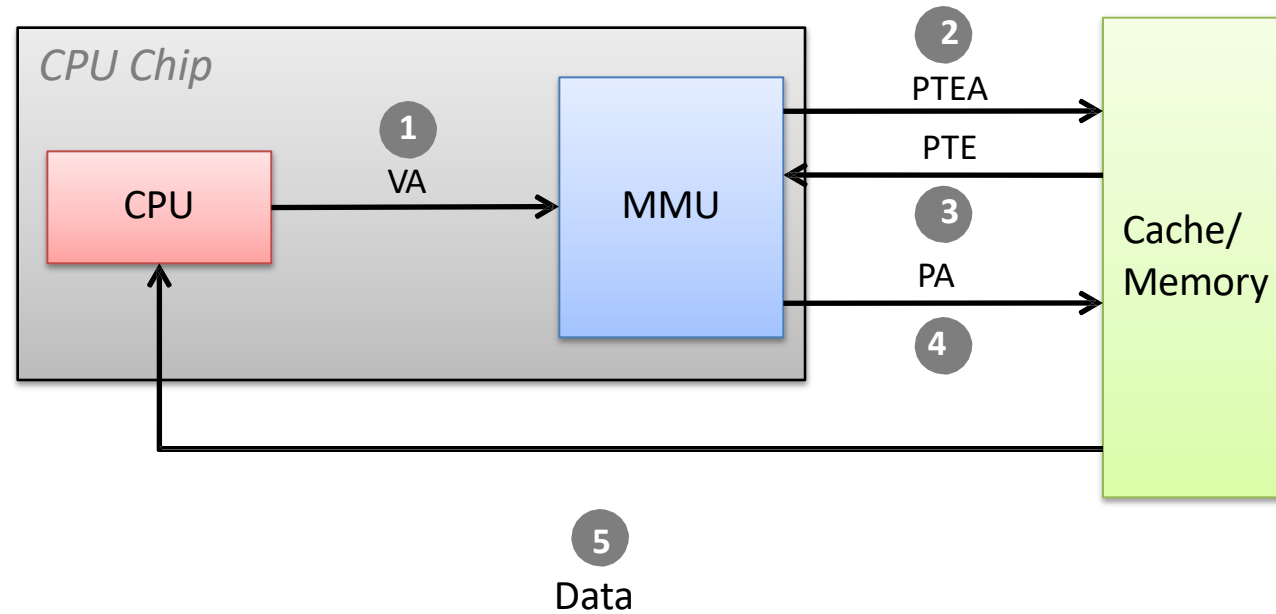 CPU Chip
2
PTEA
1
PTE
VA
CPU
MMU
3
Cache/
Memory
PA
4
5
Data